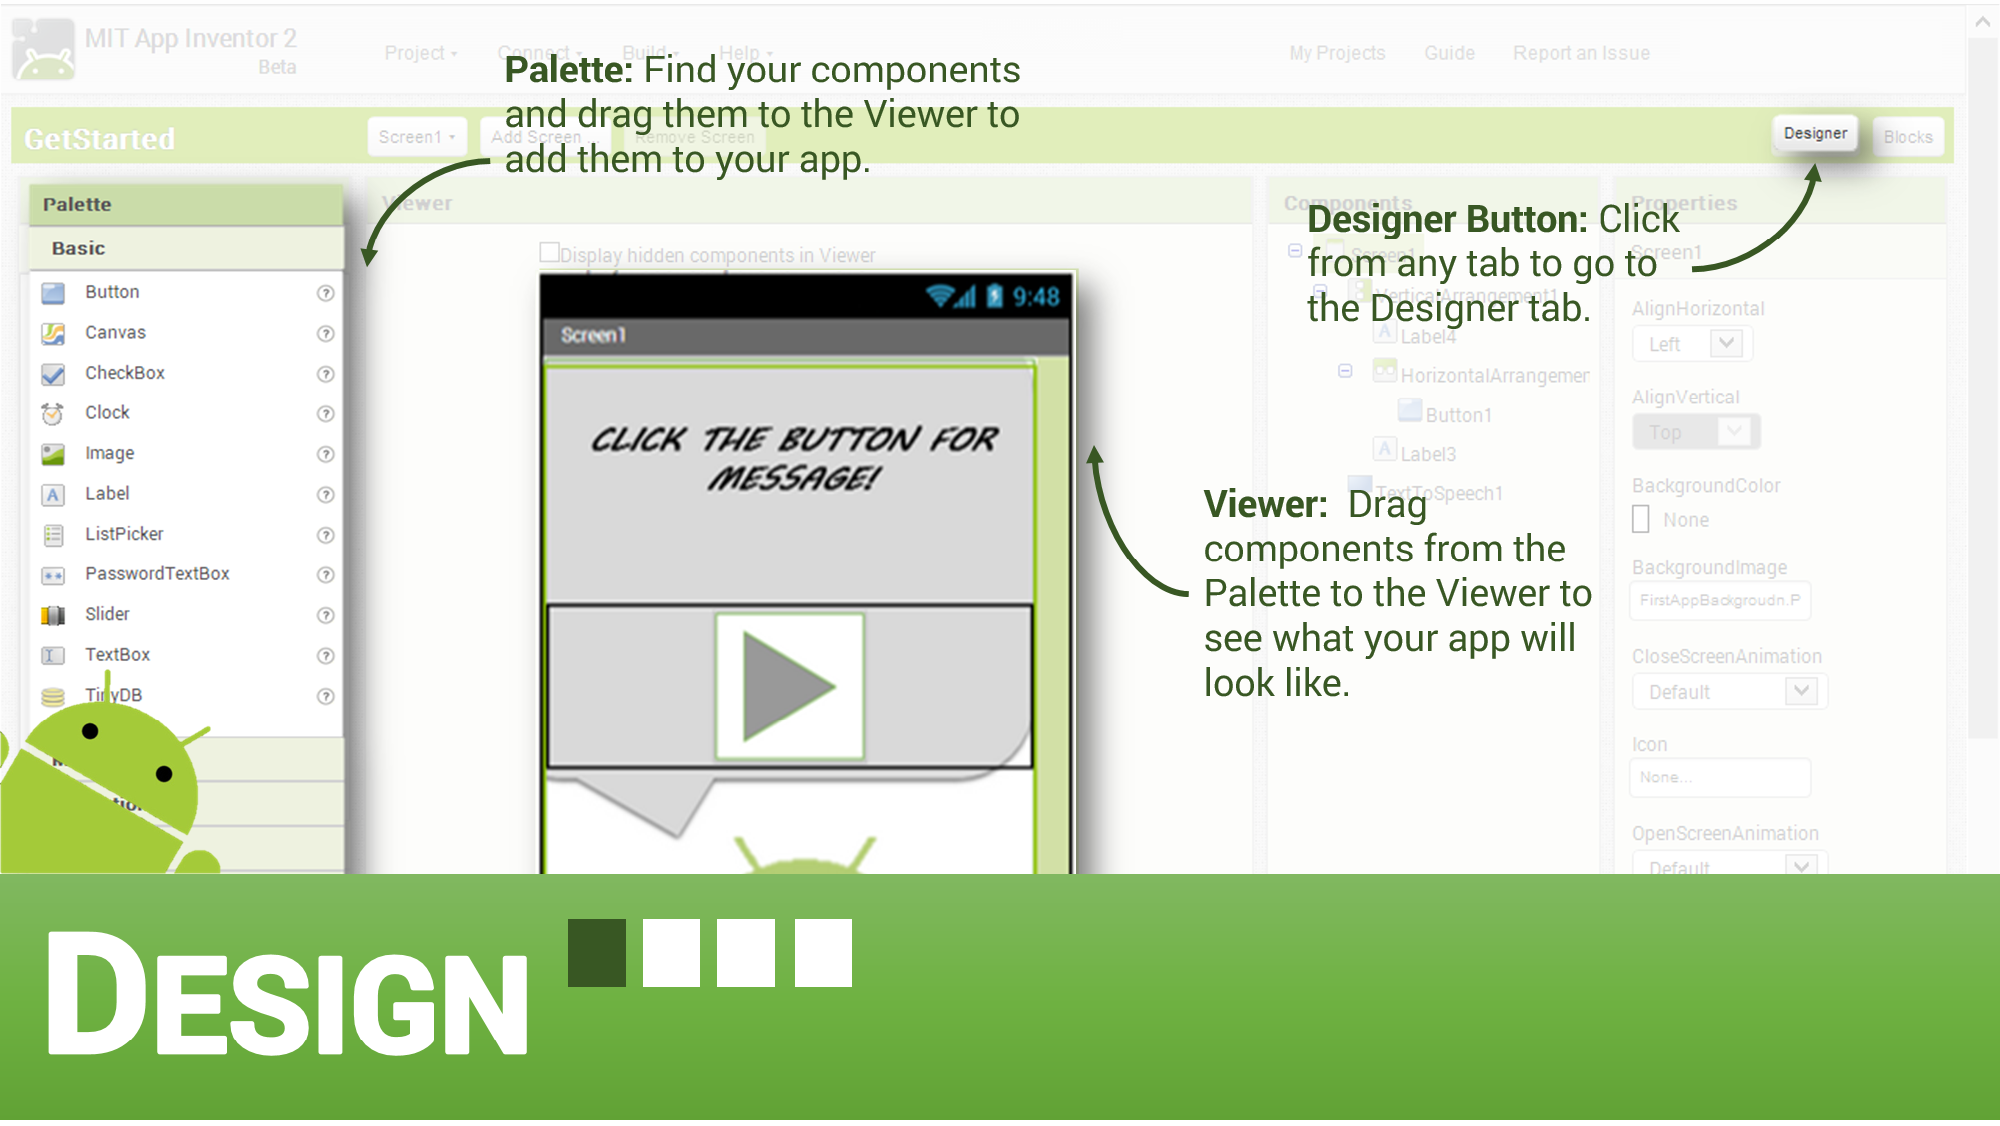 MIT App Inventor 2
Beta
Project
Connect
Build
Help
My Projects
Guide
Report an Issue
Palette: Find your components
and drag them to the Viewer to
add them to your app.
GetStarted
Screen1
Add Screen ...
Remove Screen
Designer
Blocks
Palette
Basic
Button
Canvas
CheckBox
Clock
Image
Label
ListPicker
PasswordTextBox
Slider
TextBox
TinyDB
Viewer
Display hidden components in Viewer
9:48
Screen1
CLICK THE BUTTON FOR
MESSAGE!
Components
Designer Button: Click
from any tab to go to
the Designer tab.
Screen1
VerticalArrangement1
Label4
HorizontalArrangemer
Button1
Label3
TextToSpeech1
Viewer: Drag
components from the
Palette to the Viewer to
see what your app will
look like.
Properties
Screen1
AlignHorizontal
Left
AlignVertical
Top
BackgroundColor
None
BackgroundImage
FirstAppBackgroudn.P
CloseScreenAnimation
Default
Icon
None...
OpenScreenAnimation
Default
DESIGN